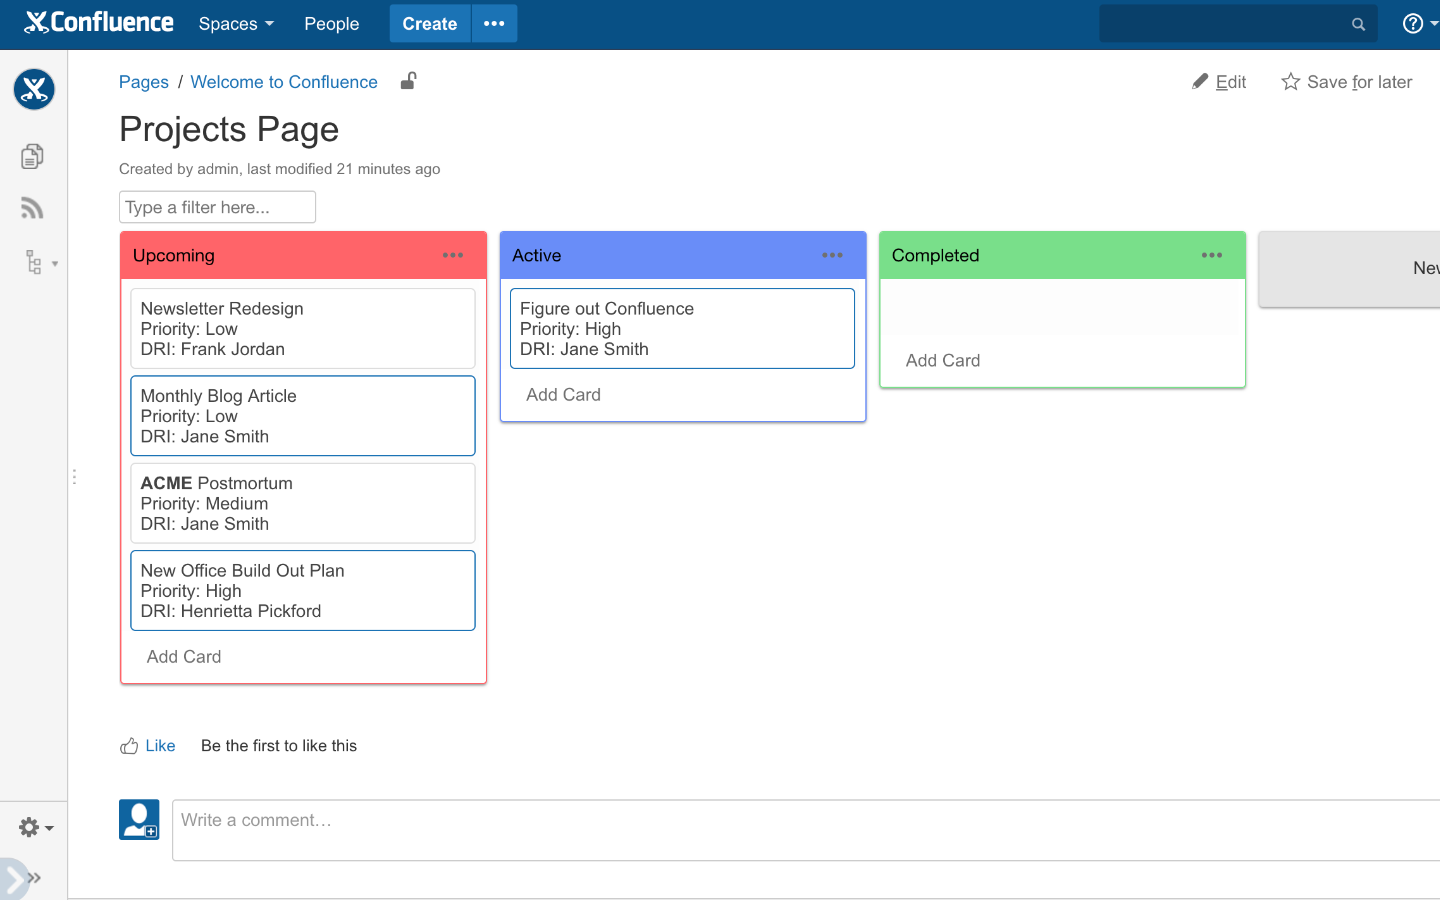 Confluence
Spaces
People
Create
Pages / Welcome to Confluence
Edit
Save for later
Projects Page
Created by admin, last modified 21 minutes ago
Type a filter here...
Upcoming
Newsletter Redesign
Priority: Low
DRI: Frank Jordan
Monthly Blog Article
Priority: Low
DRI: Jane Smith
ACME Postmortum
Priority: Medium
DRI: Jane Smith
New Office Build Out Plan
Priority: High
DRI: Henrietta Pickford
Add Card
Active
Figure out Confluence
Priority: High
DRI: Jane Smith
Add Card
Completed
Add Card
New
Like
Be the first to like this
Write a comment…